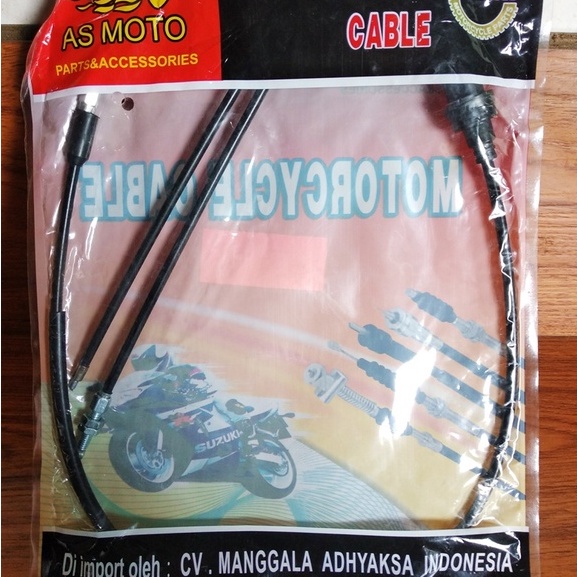 AS MOTO
PARTS&ACCESSORIES
CABLE
MOTORCYCLE CABLE
SUZUKI
Di import oleh : CV . MANGGALA ADHYAKSA INDONESIA